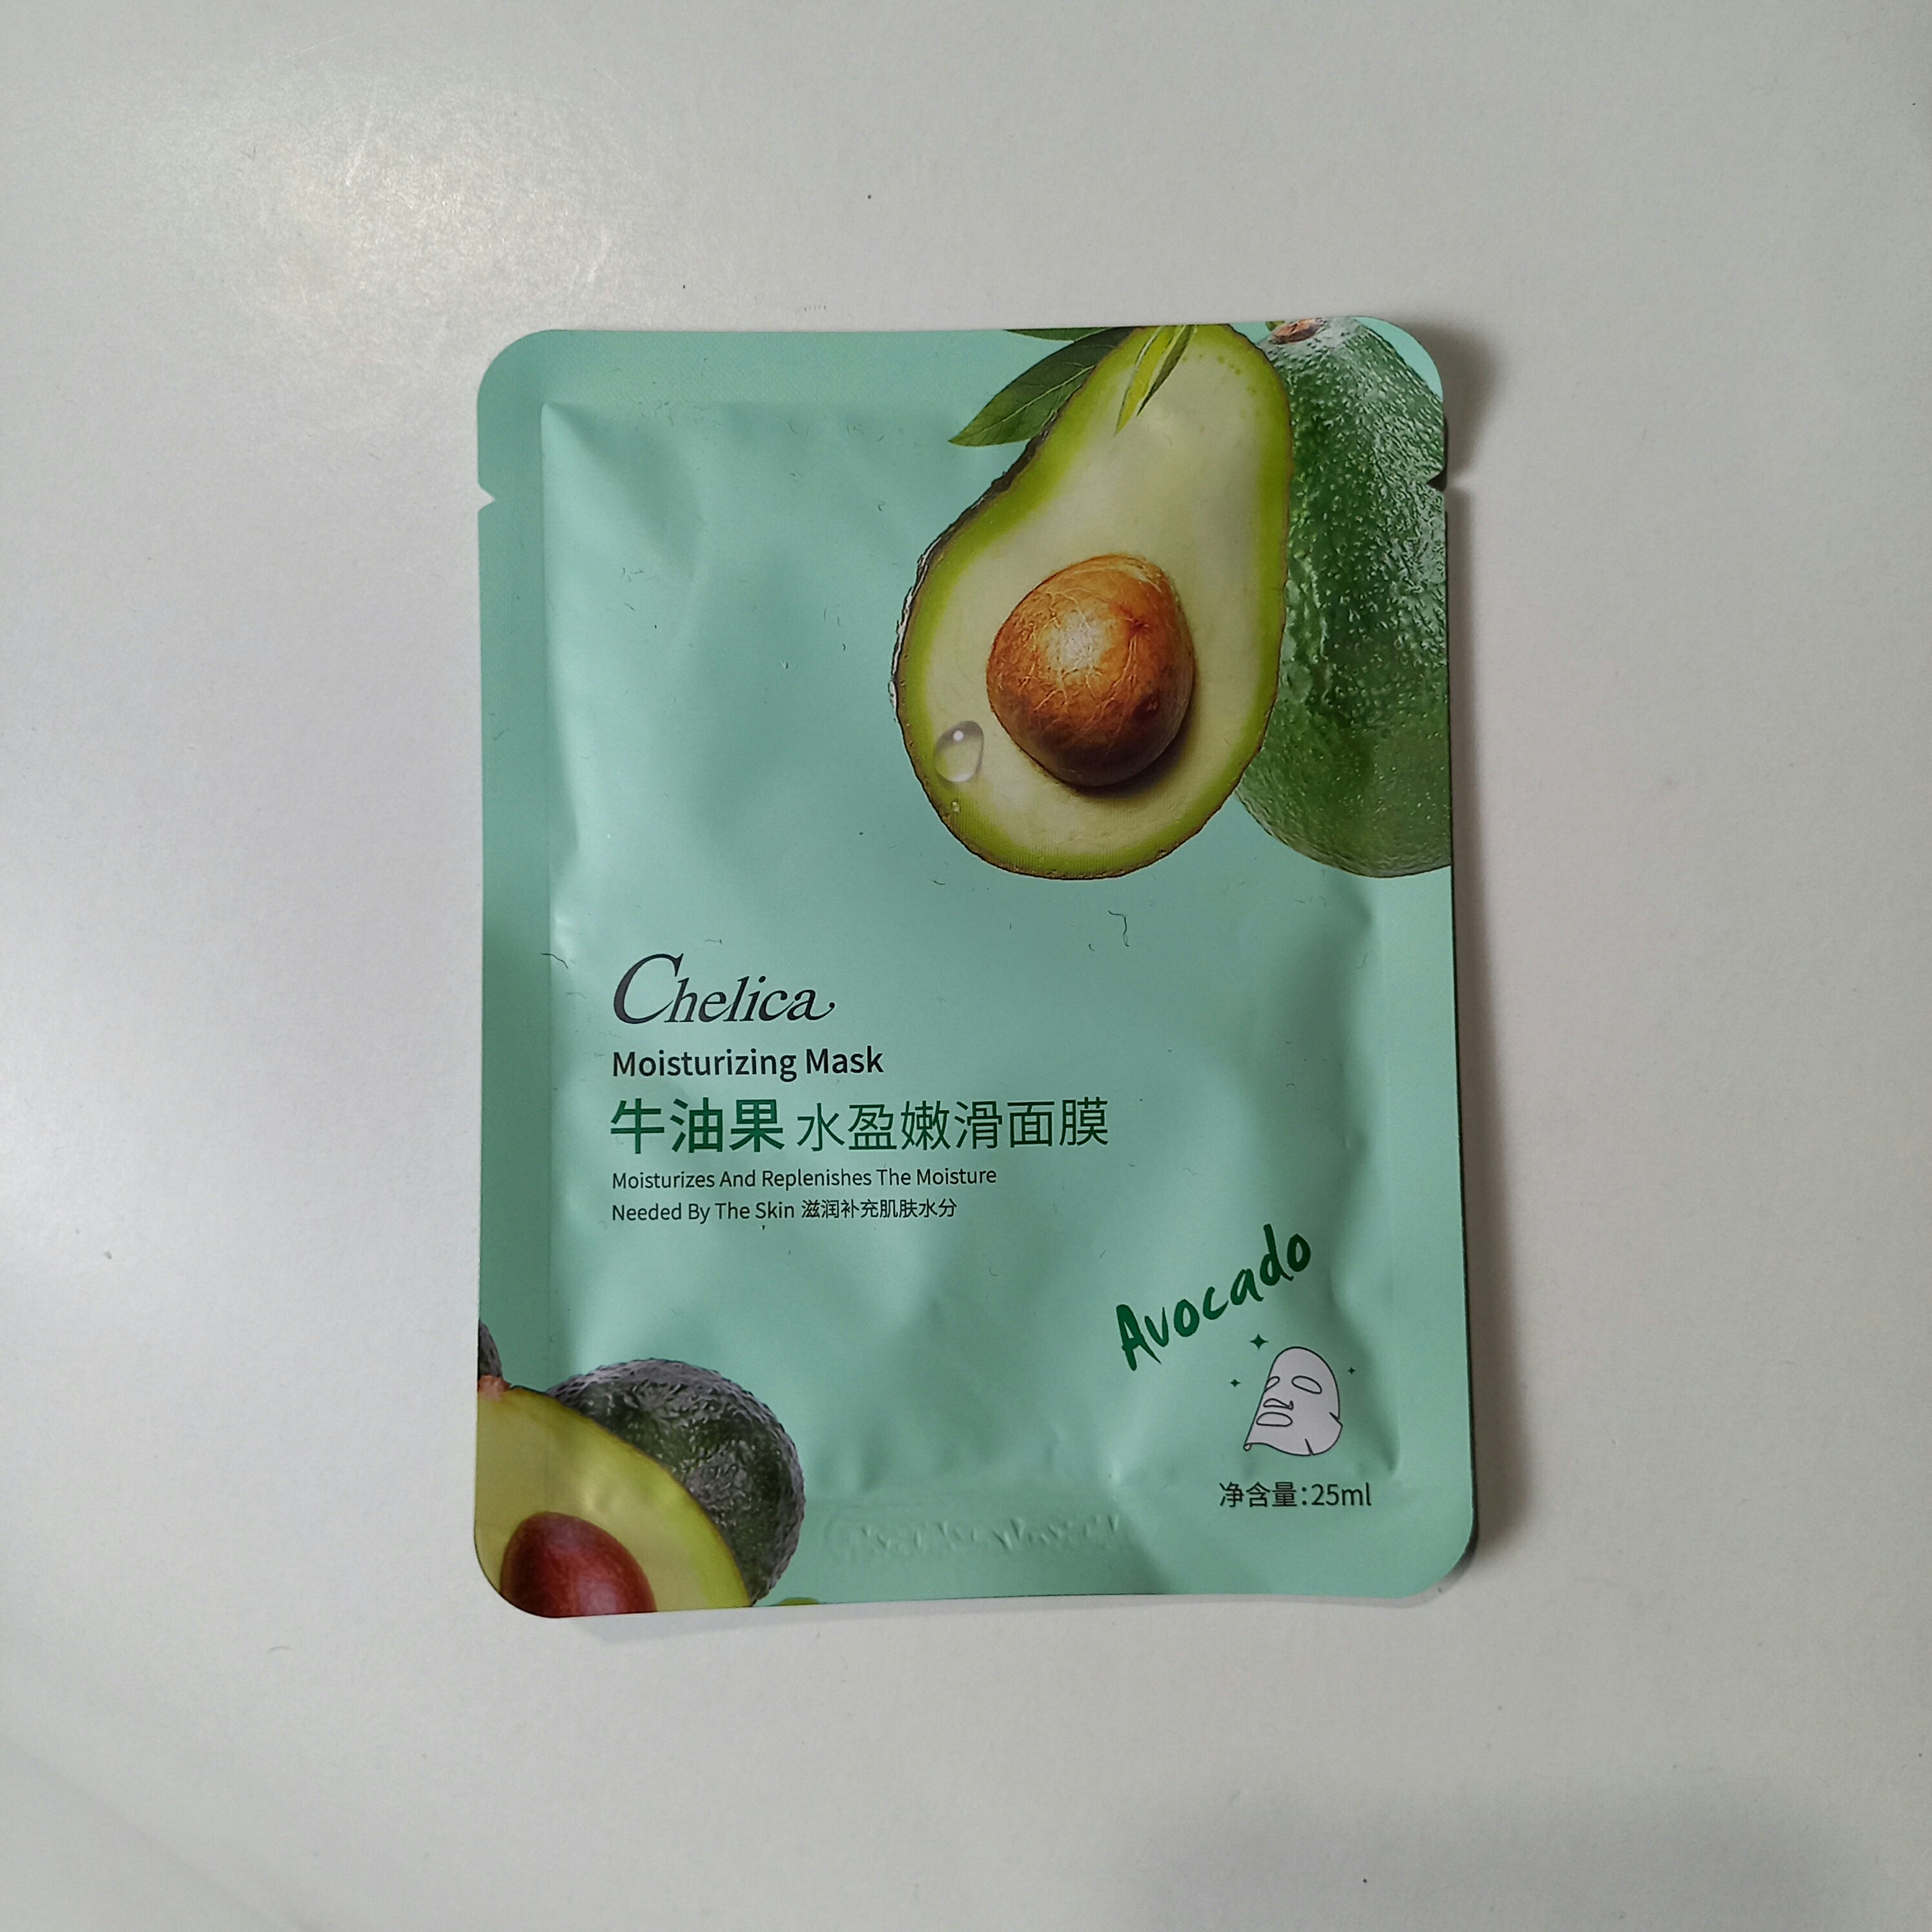 Chelica
Moisturizing Mask
牛油果 水盈嫩滑面膜
Moisturizes And Replenishes The Moisture
Needed By The Skin 滋润补充肌肤水分
Avocado
净含量:25ml